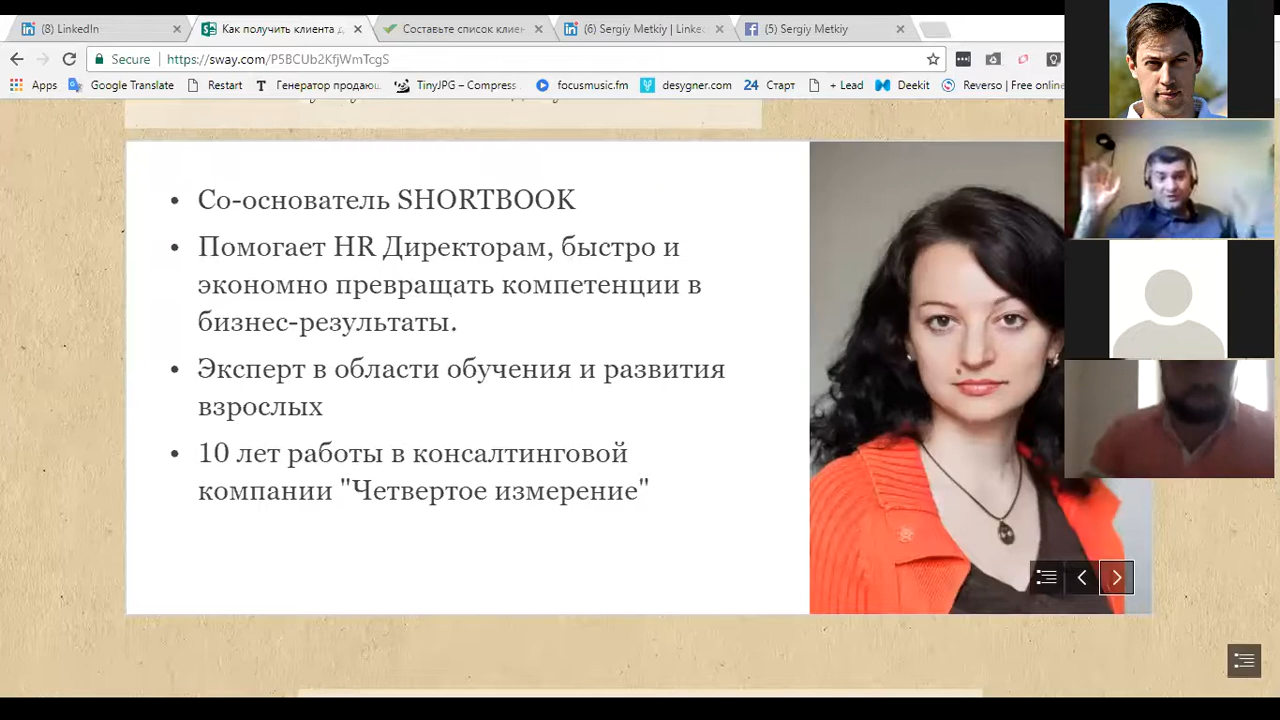 (8) LinkedIn
Как получить клиента д
Составьте список клиен
(6) Sergiy Metkiy | Linke
(5) Sergiy Metkiy
Secure
https://sway.com/P5BCUb2KfjWmTcgS
Apps
Google Translate
Restart
Генератор продающ
TinyJPG – Compress
focusmusic.fm
desygner.com
24 Старт
+ Lead
Deekit
Reverso | Free online
• Со-основатель SHORTBOOK
• Помогает HR Директорам, быстро и
экономно превращать компетенции в
бизнес-результаты.
• Эксперт в области обучения и развития
взрослых
• 10 лет работы в консалтинговой
компании "Четвертое измерение"